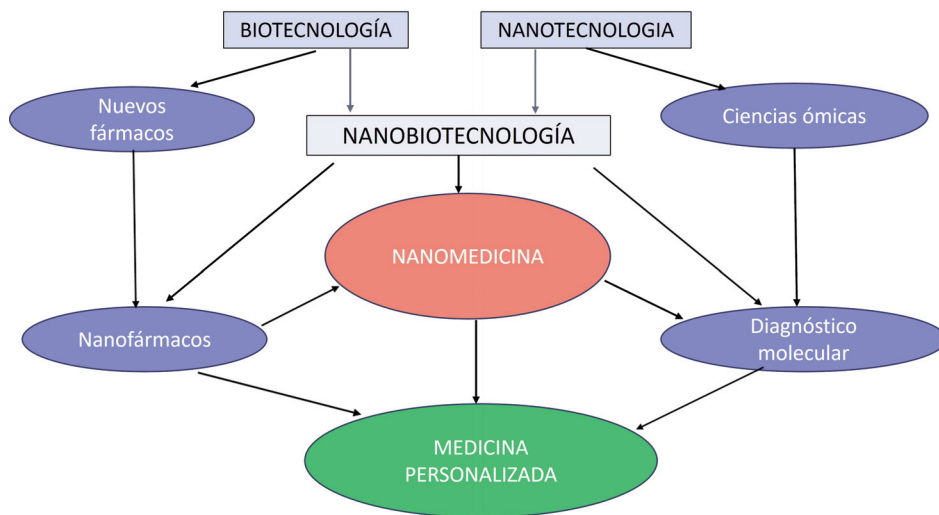 BIOTECNOLOGÍA
NANOTECNOLOGIA
Nuevos
fármacos
Ciencias ómicas
NANOBIOTECNOLOGÍA
NANOMEDICINA
Nanofármacos
Diagnóstico
molecular
MEDICINA
PERSONALIZADA